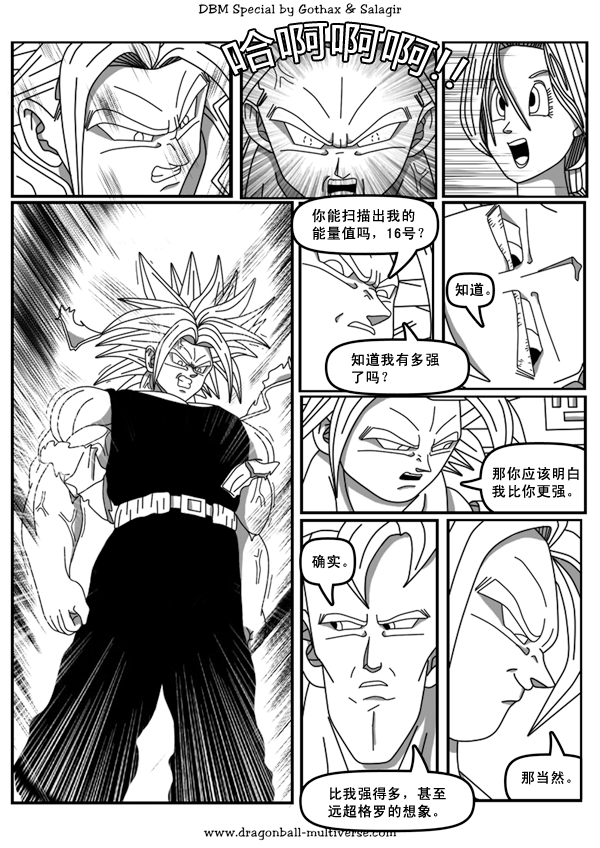 DBM Special by Gothax & Salagir
哈啊啊啊!!
你能扫描出我的
能量值吗，16号？
知道。
知道我有多强
了吗？
那你应该明白
我比你更强。
确实。
比我强得多，甚至
远超格罗的想象。
那当然。
www.dragonball-multiverse.com